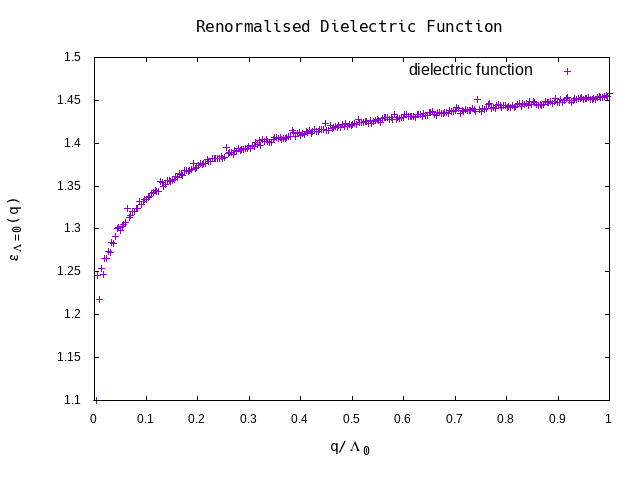 Renormalised Dielectric Function
dielectric function
1.5
1.45
1.4
1.35
1.3
1.25
1.2
1.15
1.1
ε_Λ=0(q)
0 0.1 0.2 0.3 0.4 0.5 0.6 0.7 0.8 0.9 1
q/Λ_0